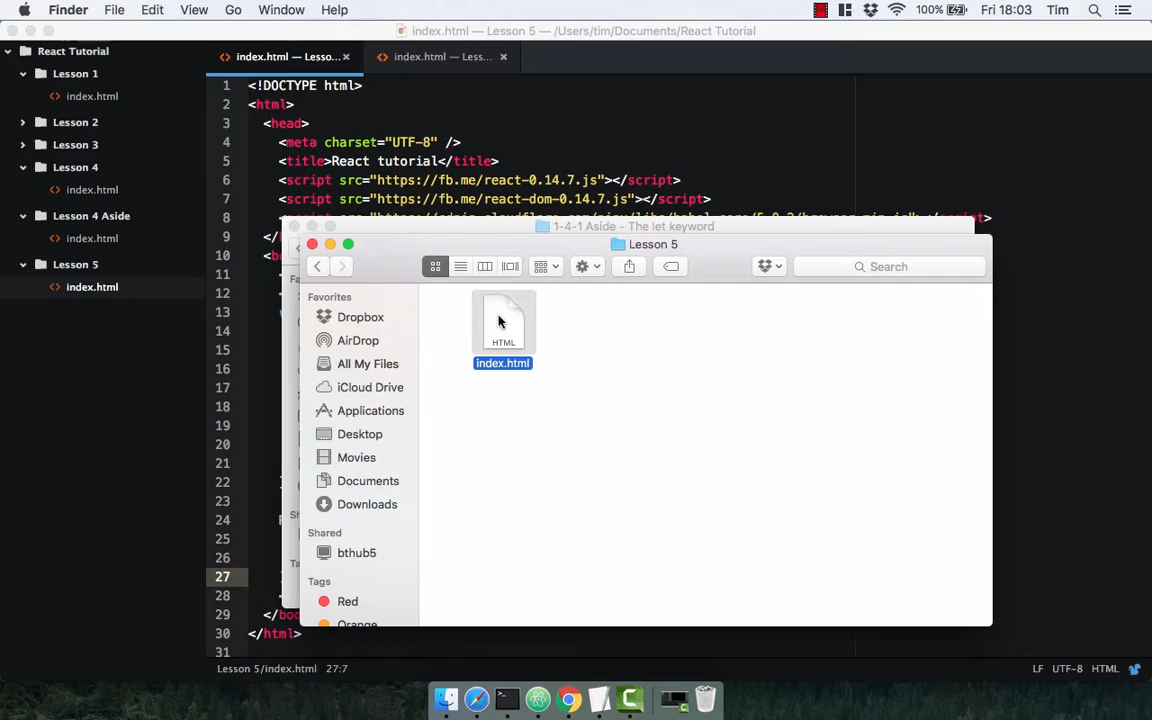 Finder File Edit View Go Window Help 100% Fri 18:03 Tim
index.html — Lesson 5 — /Users/tim/Documents/React Tutorial
React Tutorial
Lesson 1
index.html
Lesson 2
Lesson 3
Lesson 4
index.html
Lesson 4 Aside
index.html
Lesson 5
index.html
index.html — Lesso... ×
index.html — Less... ×
1 <!DOCTYPE html>
2 <html>
3 <head>
4 <meta charset="UTF-8" />
5 <title>React tutorial</title>
6 <script src="https://fb.me/react-0.14.7.js"></script>
7 <script src="https://fb.me/react-dom-0.14.7.js"></script>
8
9
10
11
12
13
14
15
16
17
18
19
20
21
22
23
24
25
26
27
28
29 </bo
30 </html>
31
1-4-1 Aside - The let keyword
Lesson 5
Search
Favorites
Dropbox
AirDrop
All My Files
iCloud Drive
Applications
Desktop
Movies
Documents
Downloads
Shared
bthub5
Tags
Red
Orange
HTML
index.html
Lesson 5/index.html 27:7
LF UTF-8 HTML